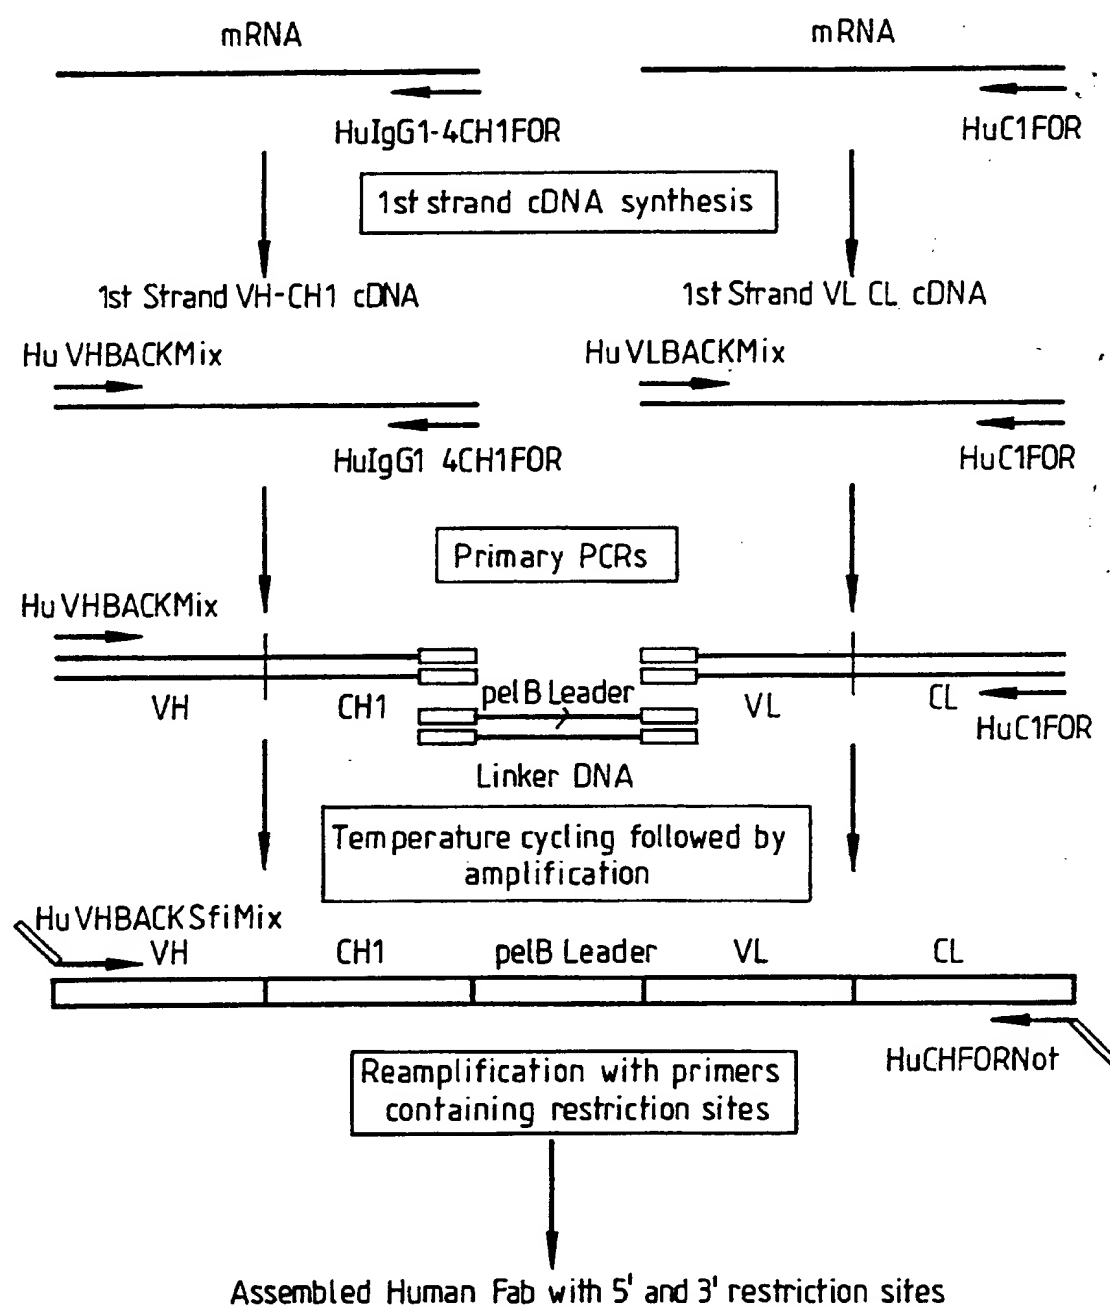 mRNA
mRNA
HuIgG1-4CH1FOR
HuC1FOR
1st strand cDNA synthesis
1st Strand VH-CH1 cDNA
1st Strand VL CL cDNA
Hu VHBACKMix
Hu VLBACKMix
HuIgG1 4CH1FOR
HuC1FOR
Primary PCRs
Hu VHBACKMix
VH
CH1
pelB Leader
VL
CL
HuC1FOR
Linker DNA
Temperature cycling followed by
amplification
Hu VHBACKSfiMix
VH
CH1
pelB Leader
VL
CL
HuCHFORNot
Reamplification with primers
containing restriction sites
Assembled Human Fab with 5' and 3' restriction sites